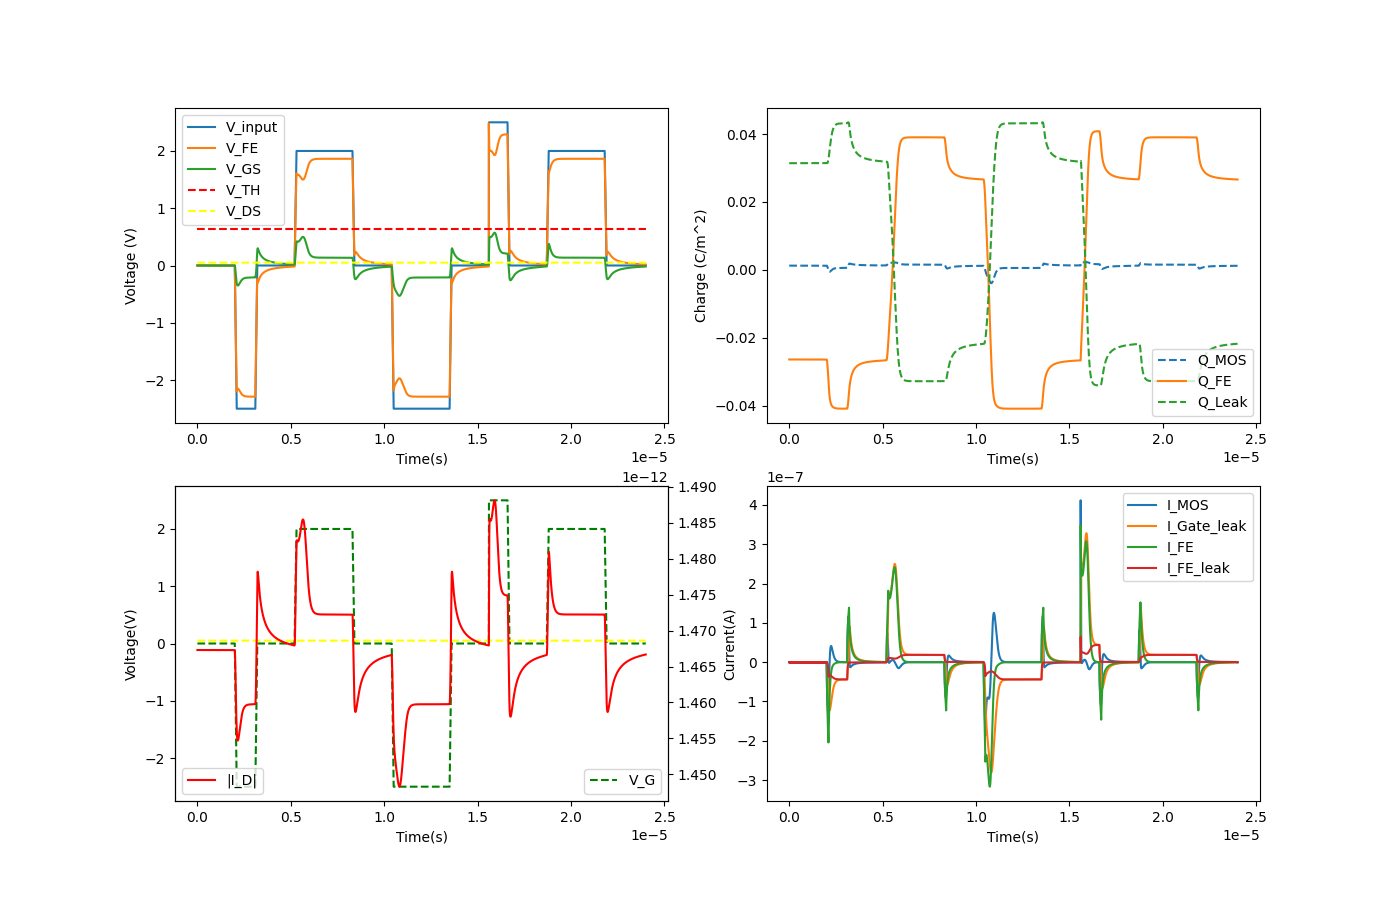 V_input
V_FE
V_GS
V_TH
V_DS
Voltage (V)
2
1
0
−1
−2
0.0 0.5 1.0 1.5 2.0 2.5
Time(s)
1e−5
Charge (C/m^2)
0.04
0.02
0.00
−0.02
−0.04
Q_MOS
Q_FE
Q_Leak
0.0 0.5 1.0 1.5 2.0 2.5
Time(s)
1e−5
1e−12
Voltage(V)
2
1
0
−1
−2
|I_D|
V_G
1.490
1.485
1.480
1.475
1.470
1.465
1.460
1.455
1.450
0.0 0.5 1.0 1.5 2.0 2.5
Time(s)
1e−5
1e−7
Current(A)
4
3
2
1
0
−1
−2
−3
I_MOS
I_Gate_leak
I_FE
I_FE_leak
0.0 0.5 1.0 1.5 2.0 2.5
Time(s)
1e−5